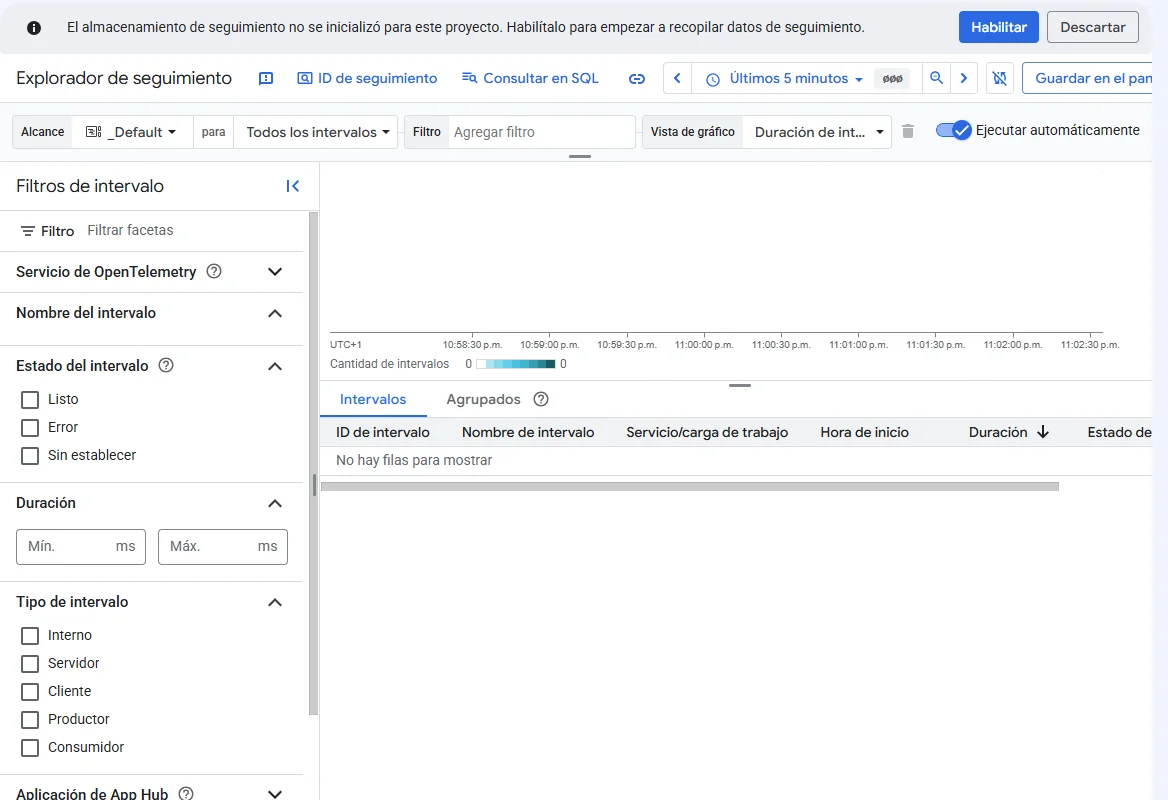 El almacenamiento de seguimiento no se inicializó para este proyecto. Habilítalo para empezar a recopilar datos de seguimiento. Habilitar Descartar
Explorador de seguimiento ID de seguimiento Consultar en SQL Últimos 5 minutos Guardar en el pan
Alcance _Default para Todos los intervalos Filtro Agregar filtro Vista de gráfico Duración de int... Ejecutar automáticamente
Filtros de intervalo
Filtro Filtrar facetas
Servicio de OpenTelemetry
Nombre del intervalo
Estado del intervalo
Listo
Error
Sin establecer
Duración
Mín. ms Máx. ms
Tipo de intervalo
Interno
Servidor
Cliente
Productor
Consumidor
Aplicación de App Hub
UTC+1 10:58:30 p.m. 10:59:00 p.m. 10:59:30 p.m. 11:00:00 p.m. 11:00:30 p.m. 11:01:00 p.m. 11:01:30 p.m. 11:02:00 p.m. 11:02:30 p.m.
Cantidad de intervalos 0 0
Intervalos Agrupados
ID de intervalo Nombre de intervalo Servicio/carga de trabajo Hora de inicio Duración Estado de
No hay filas para mostrar